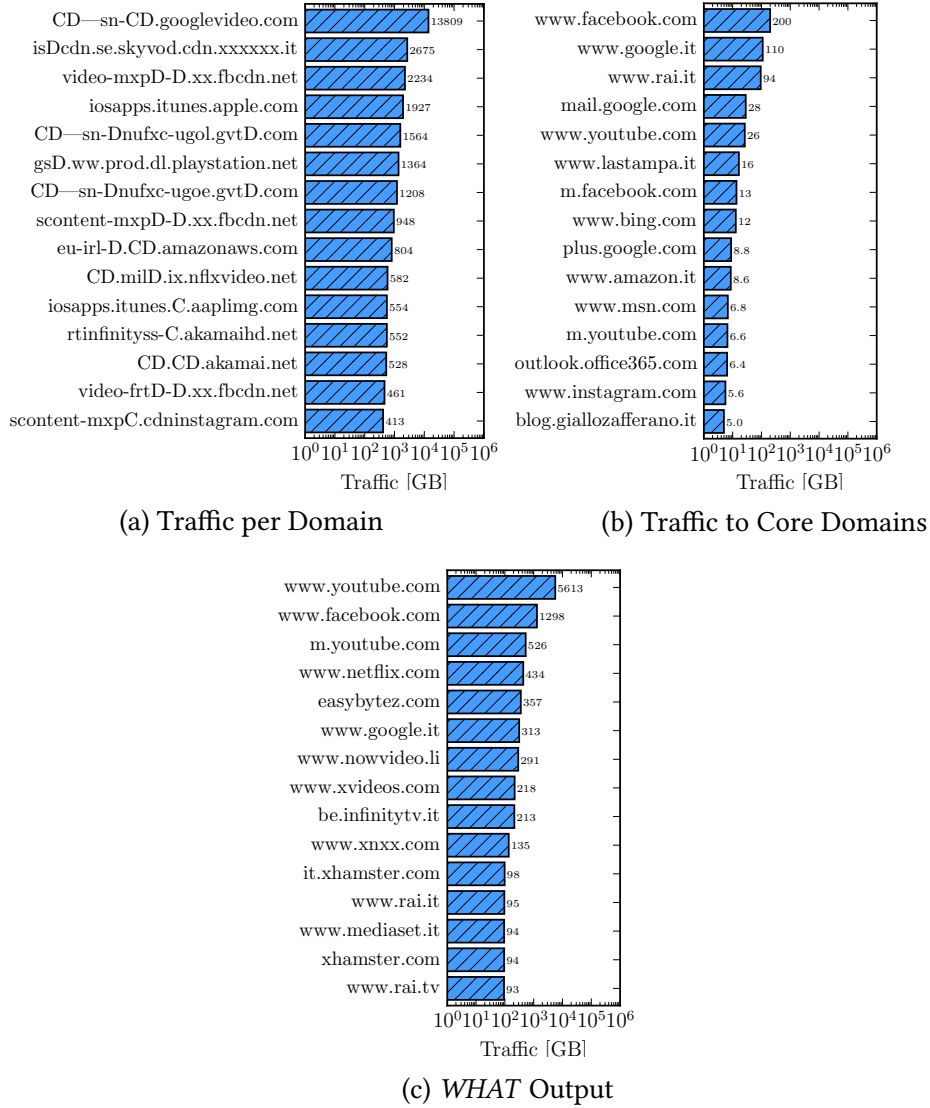 CD—sn-CD.googlevideo.com 13809
isDcdn.se.skyvod.cdn.xxxxxx.it 2675
video-mxpD-D.xx.fbcdn.net 2234
iosapps.itunes.apple.com 1927
CD—sn-Dnufxc-ugol.gvtD.com 1564
gsD.ww.prod.dl.playstation.net 1364
CD—sn-Dnufxc-ugoe.gvtD.com 1208
scontent-mxpD-D.xx.fbcdn.net 948
eu-irl-D.CD.amazonaws.com 804
CD.milD.ix.nflxvideo.net 582
iosapps.itunes.C.aaplimg.com 554
rtinfinityss-C.akamaihd.net 552
CD.CD.akamai.net 528
video-frtD-D.xx.fbcdn.net 461
scontent-mxpC.cdninstagram.com 413
10⁰10¹10²10³10⁴10⁵10⁶
Traffic [GB]
(a) Traffic per Domain
www.facebook.com 200
www.google.it 110
www.rai.it 94
mail.google.com 28
www.youtube.com 26
www.lastampa.it 16
m.facebook.com 13
www.bing.com 12
plus.google.com 8.8
www.amazon.it 8.6
www.msn.com 6.8
m.youtube.com 6.6
outlook.office365.com 6.4
www.instagram.com 5.6
blog.giallozafferano.it 5.0
10⁰10¹10²10³10⁴10⁵10⁶
Traffic [GB]
(b) Traffic to Core Domains
www.youtube.com 5613
www.facebook.com 1298
m.youtube.com 526
www.netflix.com 434
easybytez.com 357
www.google.it 313
www.nowvideo.li 291
www.xvideos.com 218
be.infinitytv.it 213
www.xnxx.com 135
it.xhamster.com 98
www.rai.it 95
www.mediaset.it 94
xhamster.com 94
www.rai.tv 93
10⁰10¹10²10³10⁴10⁵10⁶
Traffic [GB]
(c) WHAT Output